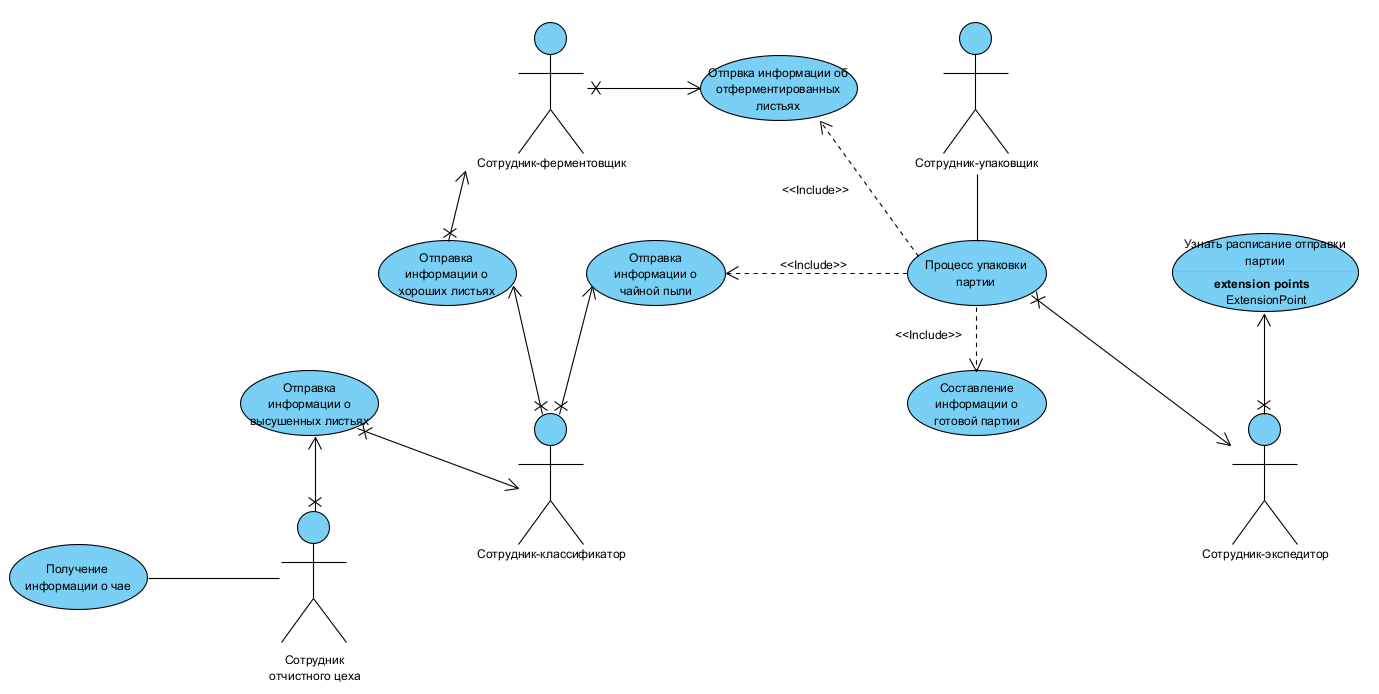 Отпрвка информации об
отферментированных
листьях
Сотрудник-ферментовщик
Сотрудник-упаковщик
<<Include>>
Отправка
информации о
хороших листьях
Отправка
информации о
чайной пыли
<<Include>>
Процесс упаковки
партии
Узнать расписание отправки
партии
extension points
ExtensionPoint
<<Include>>
Отправка
информации о
высушенных листьях
Составление
информации о
готовой партии
Сотрудник-классификатор
Сотрудник-экспедитор
Получение
информации о чае
Сотрудник
отчистного цеха